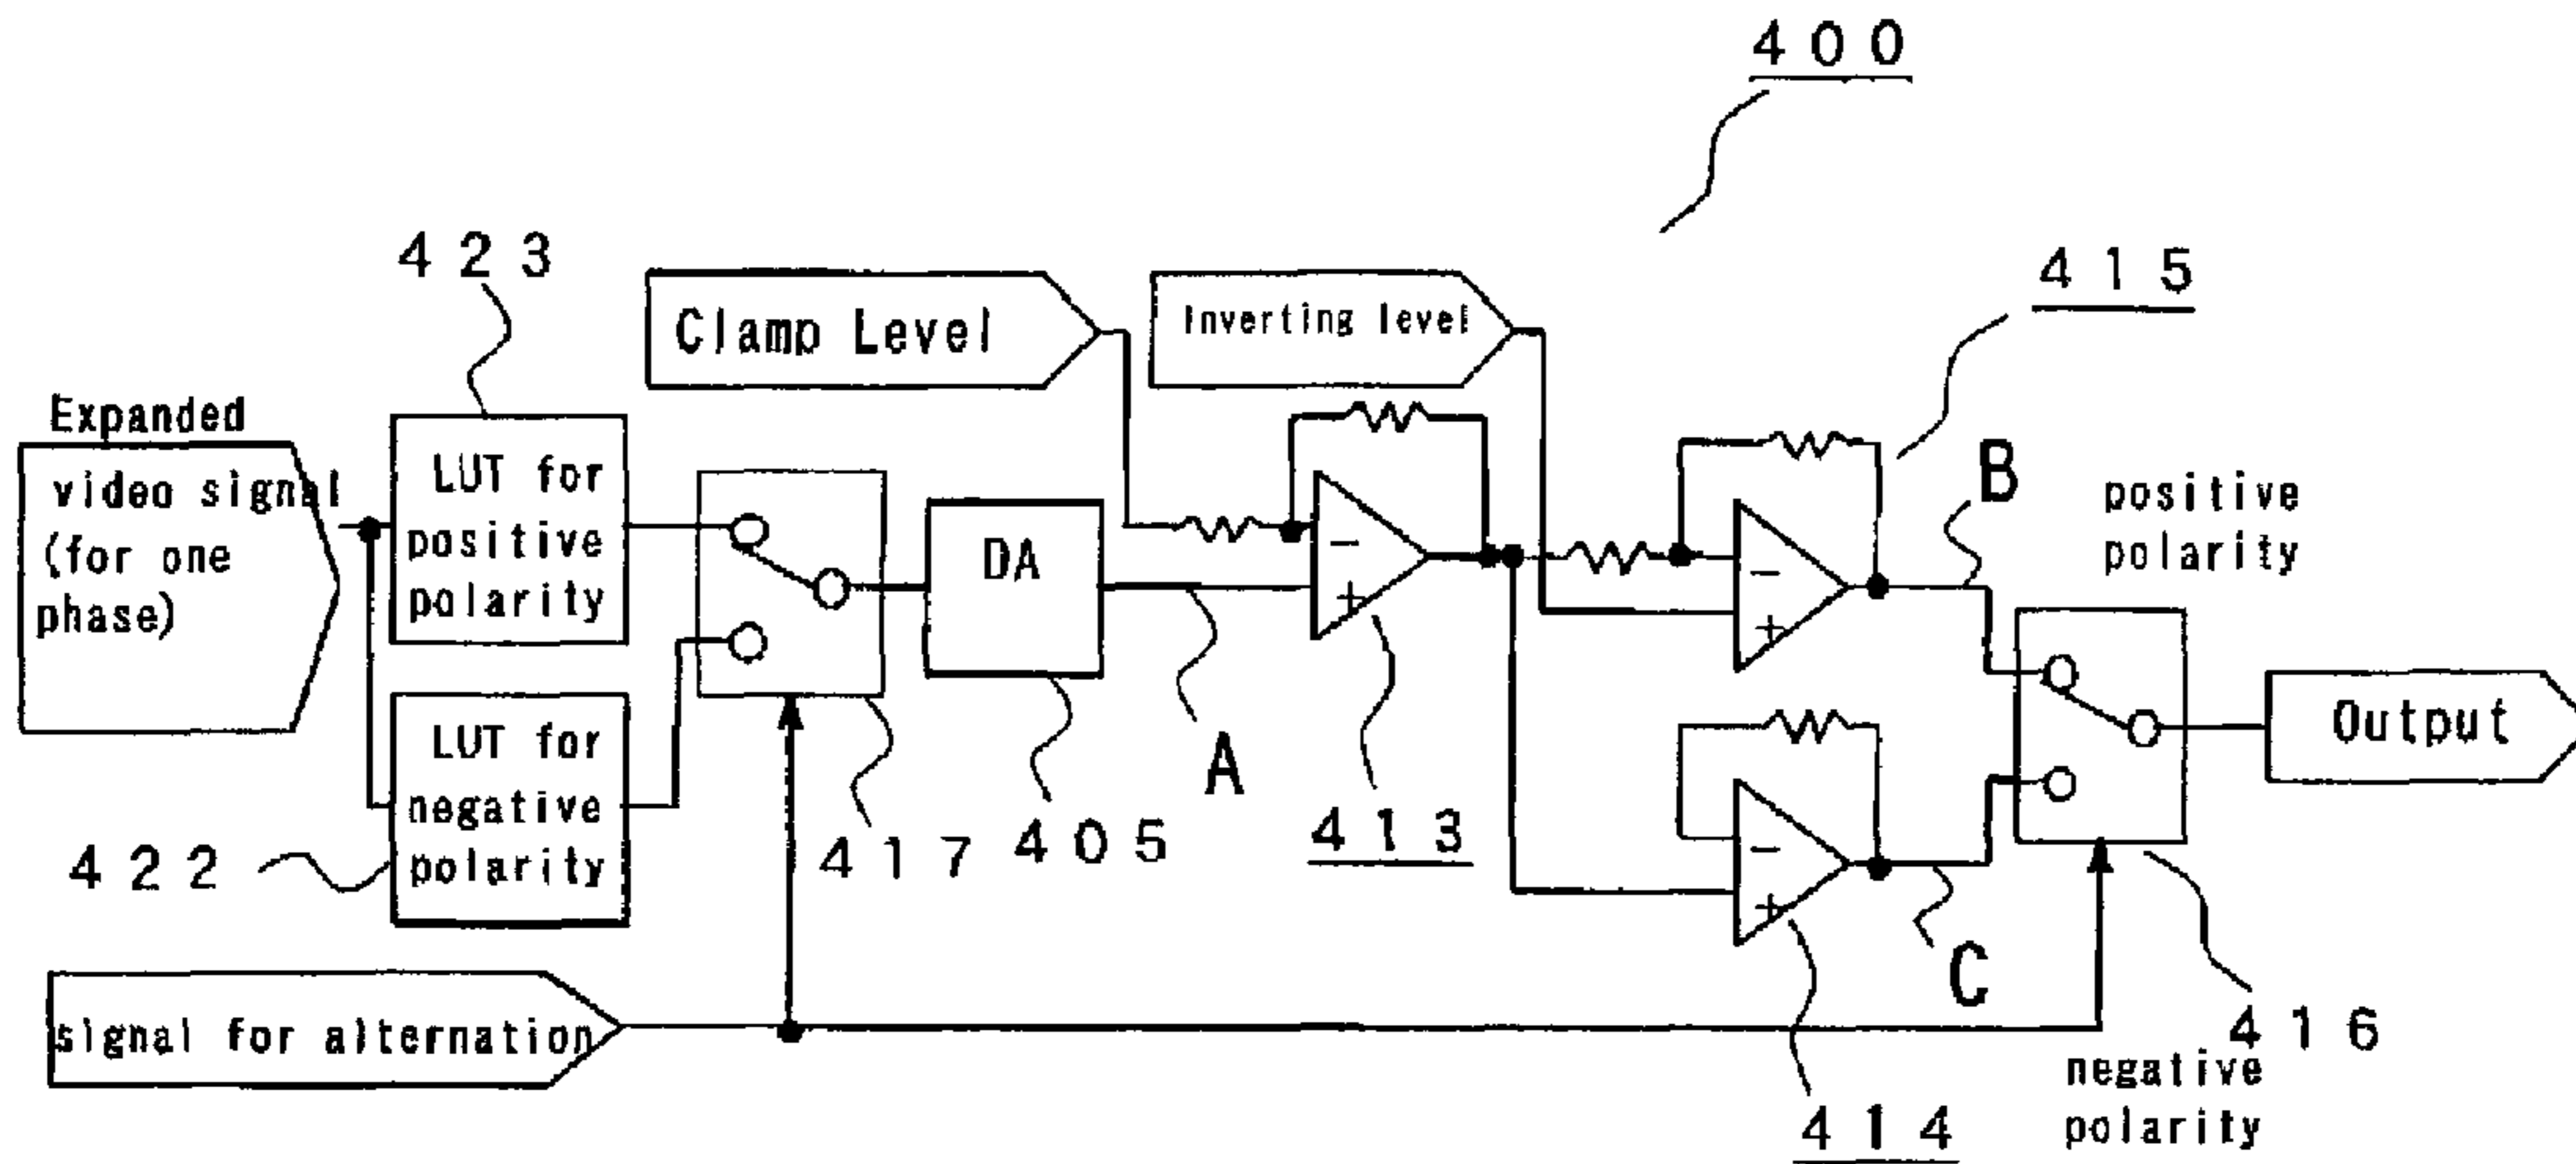 400
423
415
Clamp Level
Inverting level
Expanded
video signal
(for one
phase)
LUT for
positive
polarity
DA
B
positive
polarity
-
+
-
+
LUT for
negative
polarity
422
417
405
A
413
-
+
C
Output
416
negative
polarity
414
signal for alternation